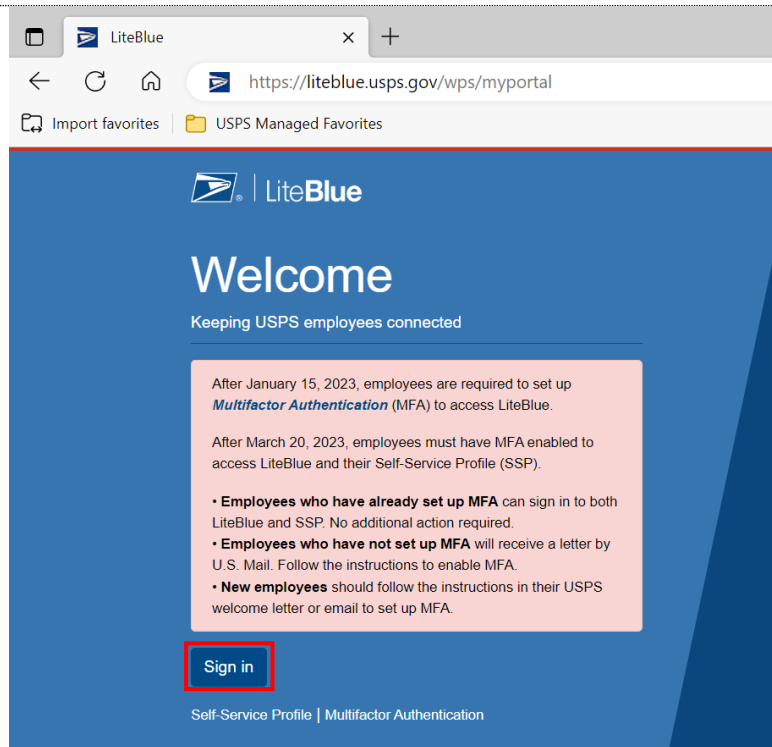 LiteBlue
https://liteblue.usps.gov/wps/myportal
Import favorites
USPS Managed Favorites
LiteBlue
Welcome
Keeping USPS employees connected
After January 15, 2023, employees are required to set up
Multifactor Authentication (MFA) to access LiteBlue.
After March 20, 2023, employees must have MFA enabled to
access LiteBlue and their Self-Service Profile (SSP).
• Employees who have already set up MFA can sign in to both
LiteBlue and SSP. No additional action required.
• Employees who have not set up MFA will receive a letter by
U.S. Mail. Follow the instructions to enable MFA.
• New employees should follow the instructions in their USPS
welcome letter or email to set up MFA.
Sign in
Self-Service Profile | Multifactor Authentication